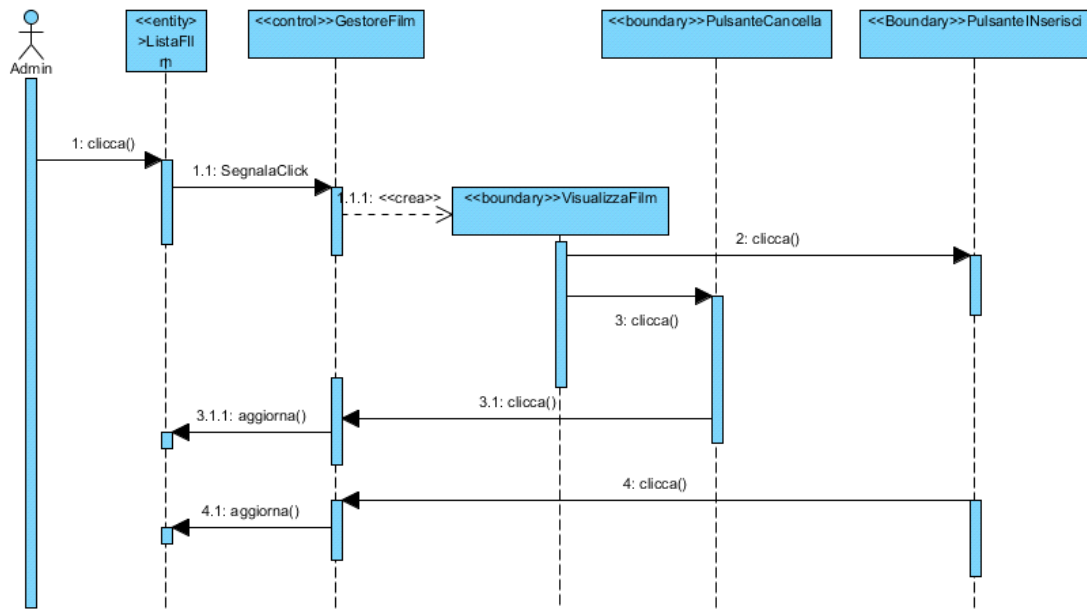 Admin
<<entity>
>ListaFIl
m
<<control>>GestoreFilm
<<boundary>>PulsanteCancella
<<Boundary>>PulsanteINserisci
1: clicca()
1.1: SegnalaClick
1.1.1: <<crea>>
<<boundary>>VisualizzaFilm
2: clicca()
3: clicca()
3.1: clicca()
3.1.1: aggiorna()
4: clicca()
4.1: aggiorna()